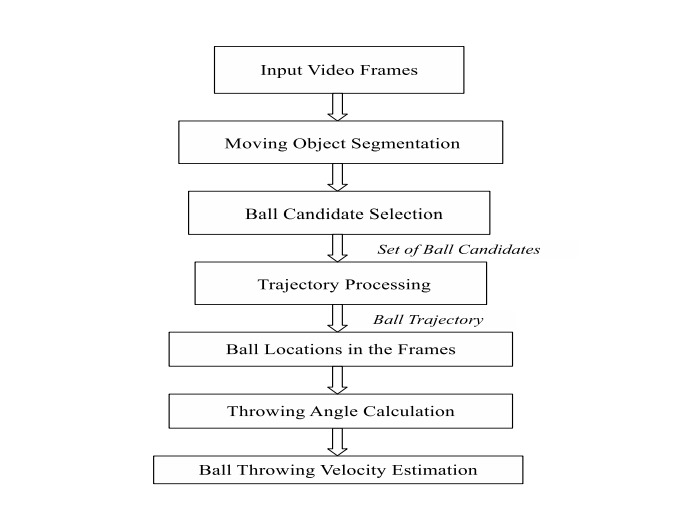 Input Video Frames
Moving Object Segmentation
Ball Candidate Selection
Set of Ball Candidates
Trajectory Processing
Ball Trajectory
Ball Locations in the Frames
Throwing Angle Calculation
Ball Throwing Velocity Estimation